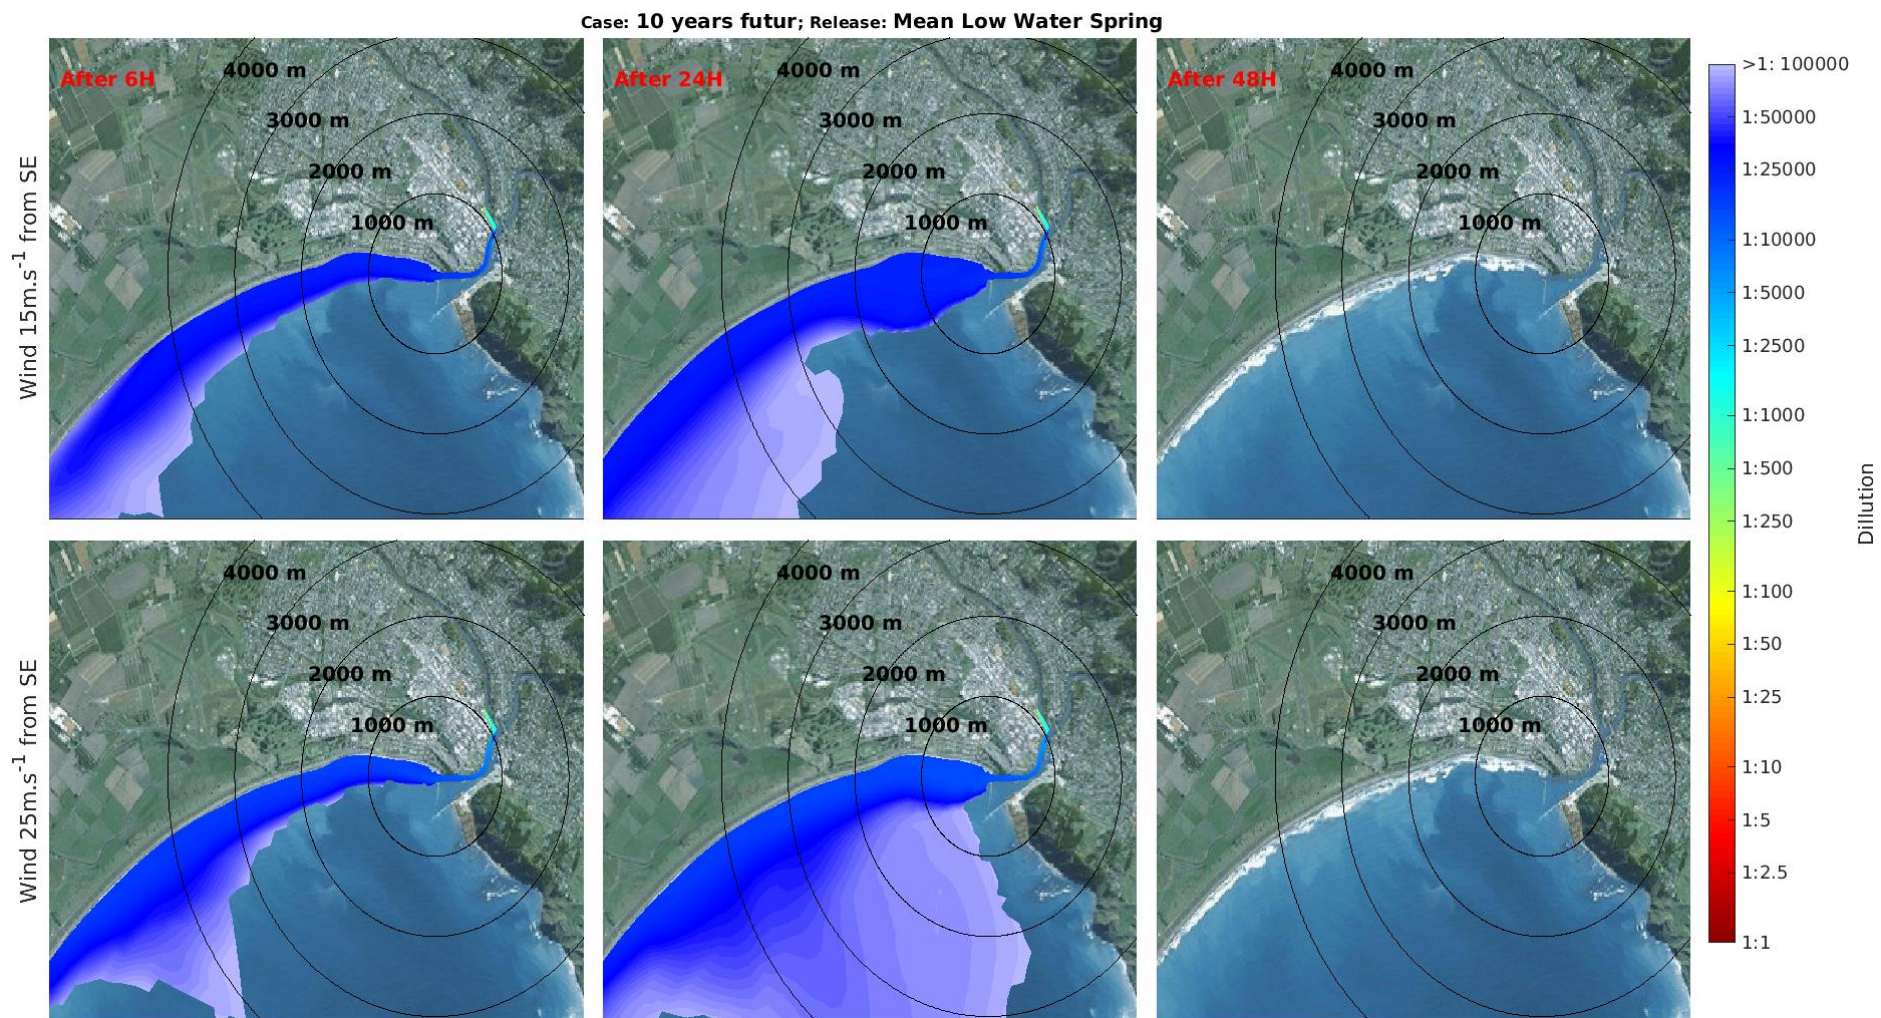 Case: 10 years futur; Release: Mean Low Water Spring
After 6H
4000 m
3000 m
2000 m
1000 m
After 24H
4000 m
3000 m
2000 m
1000 m
After 48H
4000 m
3000 m
2000 m
1000 m
Wind 15m.s-1 from SE
4000 m
3000 m
2000 m
1000 m
4000 m
3000 m
2000 m
1000 m
4000 m
3000 m
2000 m
1000 m
Wind 25m.s-1 from SE
>1: 100000
1:50000
1:25000
1:10000
1:5000
1:2500
1:1000
1:500
1:250
1:100
1:50
1:25
1:10
1:5
1:2.5
1:1
Dillution